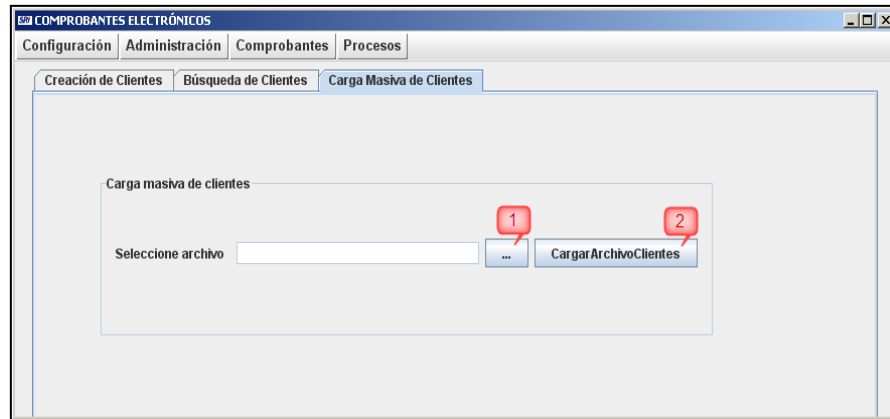 SRI COMPROBANTES ELECTRÓNICOS
Configuración Administración Comprobantes Procesos
Creación de Clientes Búsqueda de Clientes Carga Masiva de Clientes
Carga masiva de clientes
1 2
Seleccione archivo ... CargarArchivoClientes